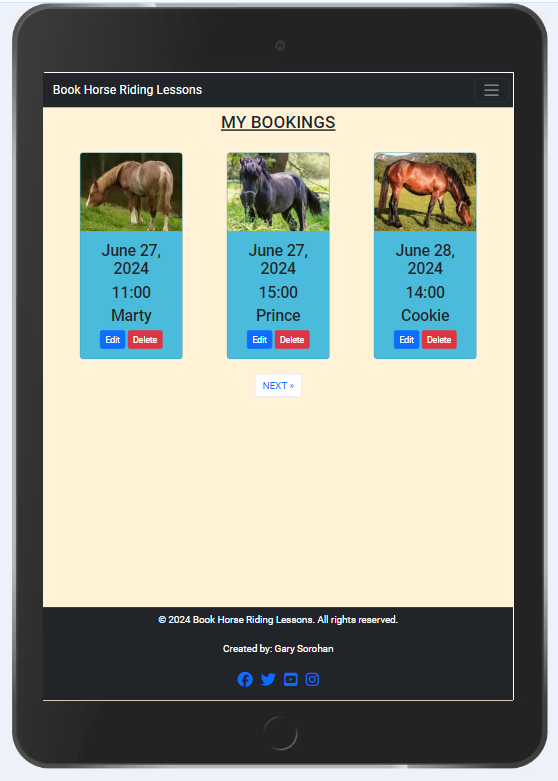 Book Horse Riding Lessons
MY BOOKINGS
June 27,
2024
11:00
Marty
Edit Delete
June 27,
2024
15:00
Prince
Edit Delete
June 28,
2024
14:00
Cookie
Edit Delete
NEXT »
© 2024 Book Horse Riding Lessons. All rights reserved.
Created by: Gary Sorohan